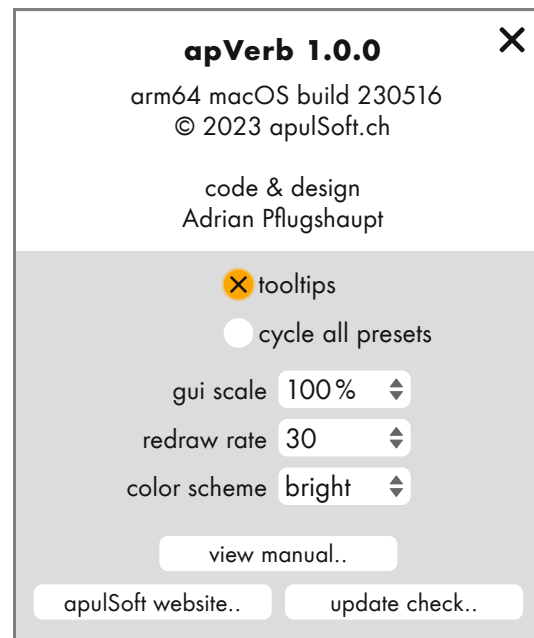 apVerb 1.0.0
arm64 macOS build 230516
© 2023 apulSoft.ch
code & design
Adrian Pflugshaupt
tooltips
cycle all presets
gui scale 100%
redraw rate 30
color scheme bright
view manual..
apulSoft website.. update check..